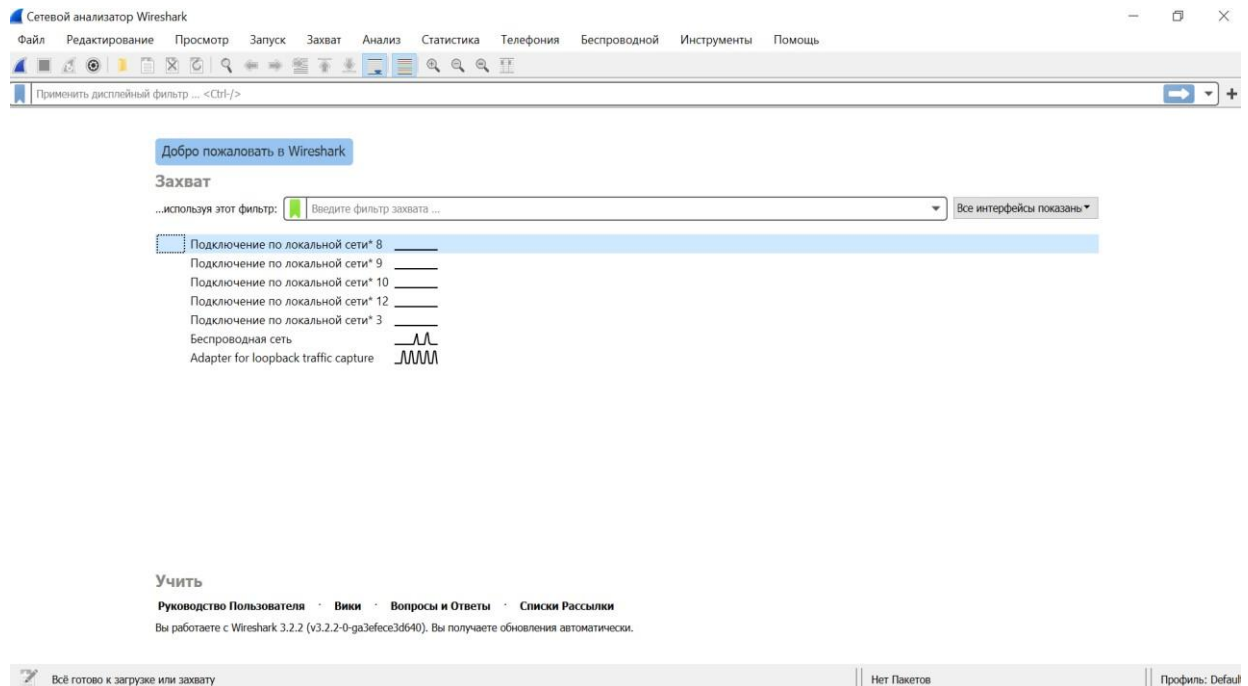 Сетевой анализатор Wireshark
Файл Редактирование Просмотр Запуск Захват Анализ Статистика Телефония Беспроводной Инструменты Помощь
Применить дисплейный фильтр ... <Ctrl-/>
Добро пожаловать в Wireshark
Захват
...используя этот фильтр: Введите фильтр захвата ... Все интерфейсы показаны
Подключение по локальной сети* 8
Подключение по локальной сети* 9
Подключение по локальной сети* 10
Подключение по локальной сети* 12
Подключение по локальной сети* 3
Беспроводная сеть
Adapter for loopback traffic capture
Учить
Руководство Пользователя · Вики · Вопросы и Ответы · Списки Рассылки
Вы работаете с Wireshark 3.2.2 (v3.2.2-0-ga3efece3d640). Вы получаете обновления автоматически.
Всё готово к загрузке или захвату Нет Пакетов Профиль: Default